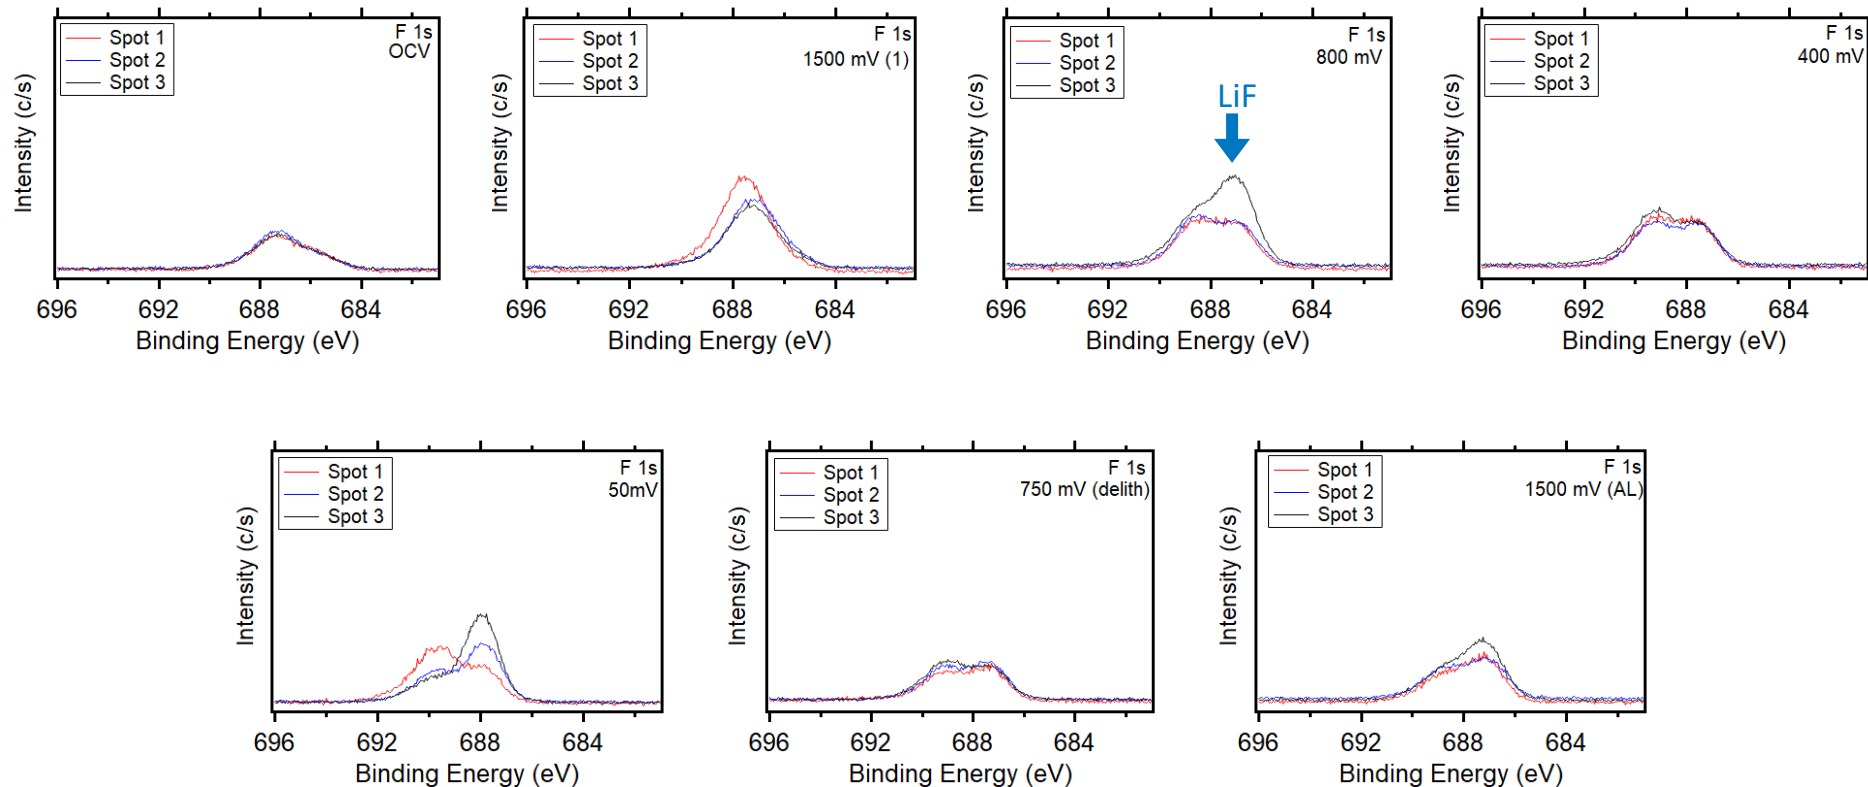 Intensity (c/s)
Spot 1
Spot 2
Spot 3
F 1s
OCV
696 692 688 684
Binding Energy (eV)
Intensity (c/s)
Spot 1
Spot 2
Spot 3
F 1s
1500 mV (1)
696 692 688 684
Binding Energy (eV)
Intensity (c/s)
Spot 1
Spot 2
Spot 3
F 1s
800 mV
LiF
696 692 688 684
Binding Energy (eV)
Intensity (c/s)
Spot 1
Spot 2
Spot 3
F 1s
400 mV
696 692 688 684
Binding Energy (eV)
Intensity (c/s)
Spot 1
Spot 2
Spot 3
F 1s
50mV
696 692 688 684
Binding Energy (eV)
Intensity (c/s)
Spot 1
Spot 2
Spot 3
F 1s
750 mV (delith)
696 692 688 684
Binding Energy (eV)
Intensity (c/s)
Spot 1
Spot 2
Spot 3
F 1s
1500 mV (AL)
696 692 688 684
Binding Energy (eV)